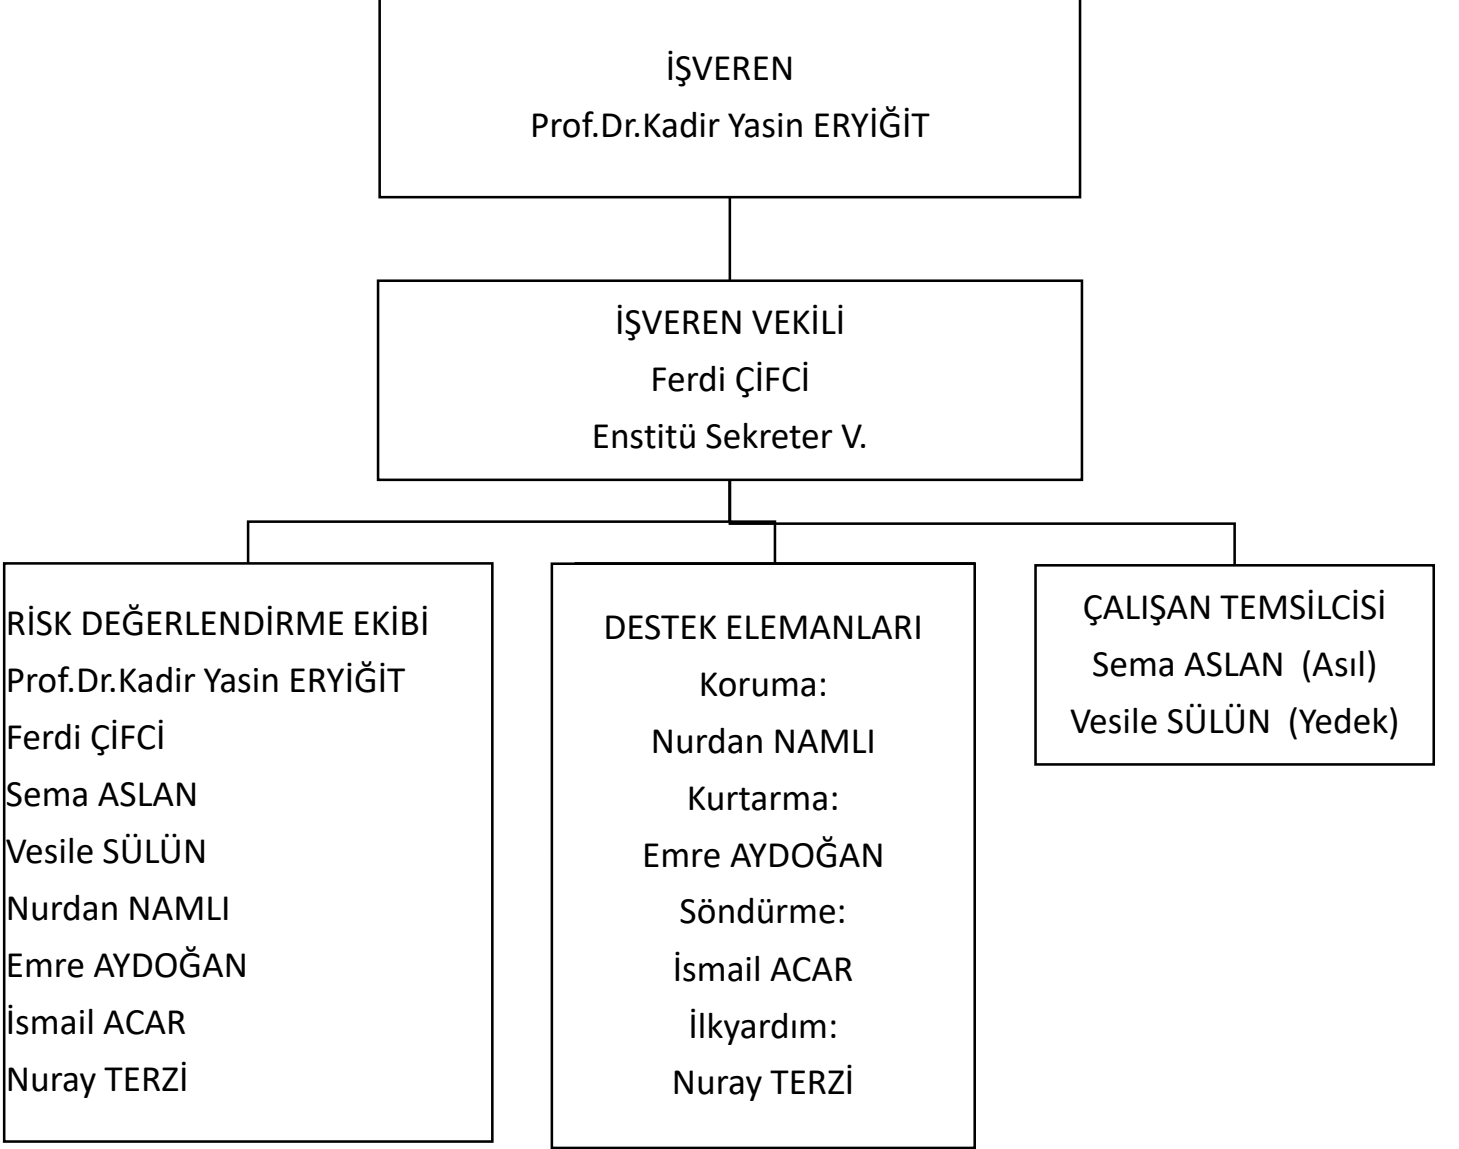 İŞVEREN
Prof.Dr.Kadir Yasin ERYİĞİT
İŞVEREN VEKİLİ
Ferdi ÇİFCİ
Enstitü Sekreter V.
RİSK DEĞERLENDİRME EKİBİ
Prof.Dr.Kadir Yasin ERYİĞİT
Ferdi ÇİFCİ
Sema ASLAN
Vesile SÜLÜN
Nurdan NAMLI
Emre AYDOĞAN
İsmail ACAR
Nuray TERZİ
DESTEK ELEMANLARI
Koruma:
Nurdan NAMLI
Kurtarma:
Emre AYDOĞAN
Söndürme:
İsmail ACAR
İlkyardım:
Nuray TERZİ
ÇALIŞAN TEMSİLCİSİ
Sema ASLAN  (Asıl)
Vesile SÜLÜN  (Yedek)